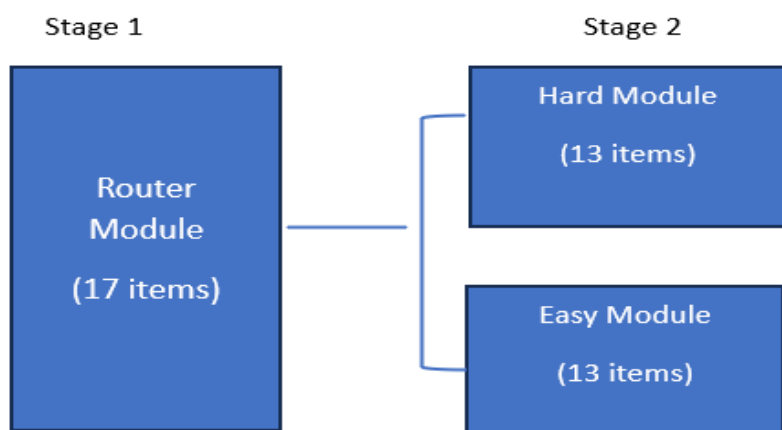 Stage 1
Stage 2
Router
Module
(17 items)
Hard Module
(13 items)
Easy Module
(13 items)